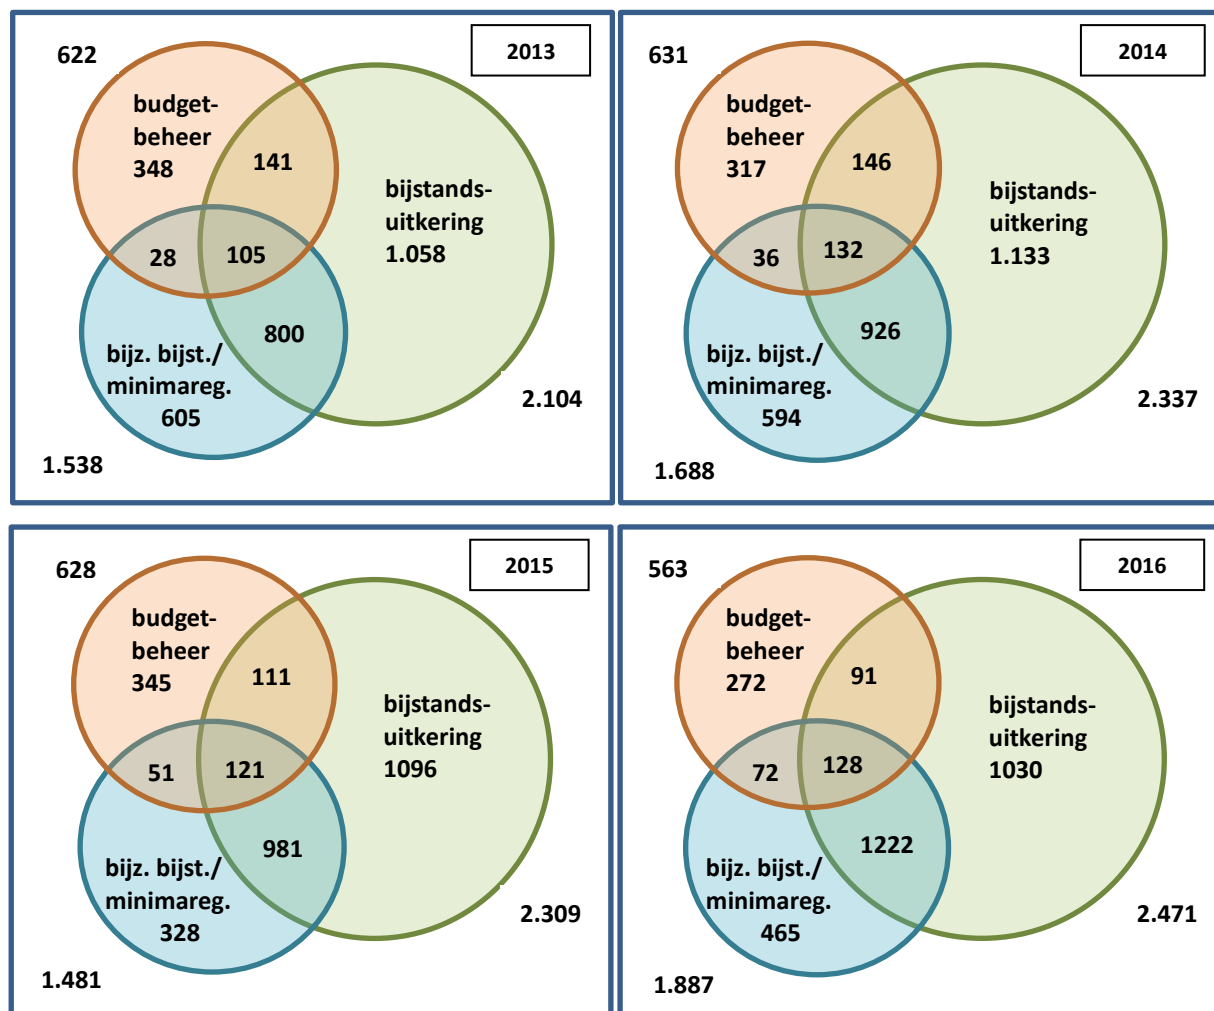 622
2013
budget-
beheer
348
141
bijstands-
uitkering
1.058
28
105
800
bijz. bijst./
minimareg.
605
2.104
1.538
631
2014
budget-
beheer
317
146
bijstands-
uitkering
1.133
36
132
926
bijz. bijst./
minimareg.
594
2.337
1.688
628
2015
budget-
beheer
345
111
bijstands-
uitkering
1096
51
121
981
bijz. bijst./
minimareg.
328
2.309
1.481
563
2016
budget-
beheer
272
91
bijstands-
uitkering
1030
72
128
1222
bijz. bijst./
minimareg.
465
2.471
1.887